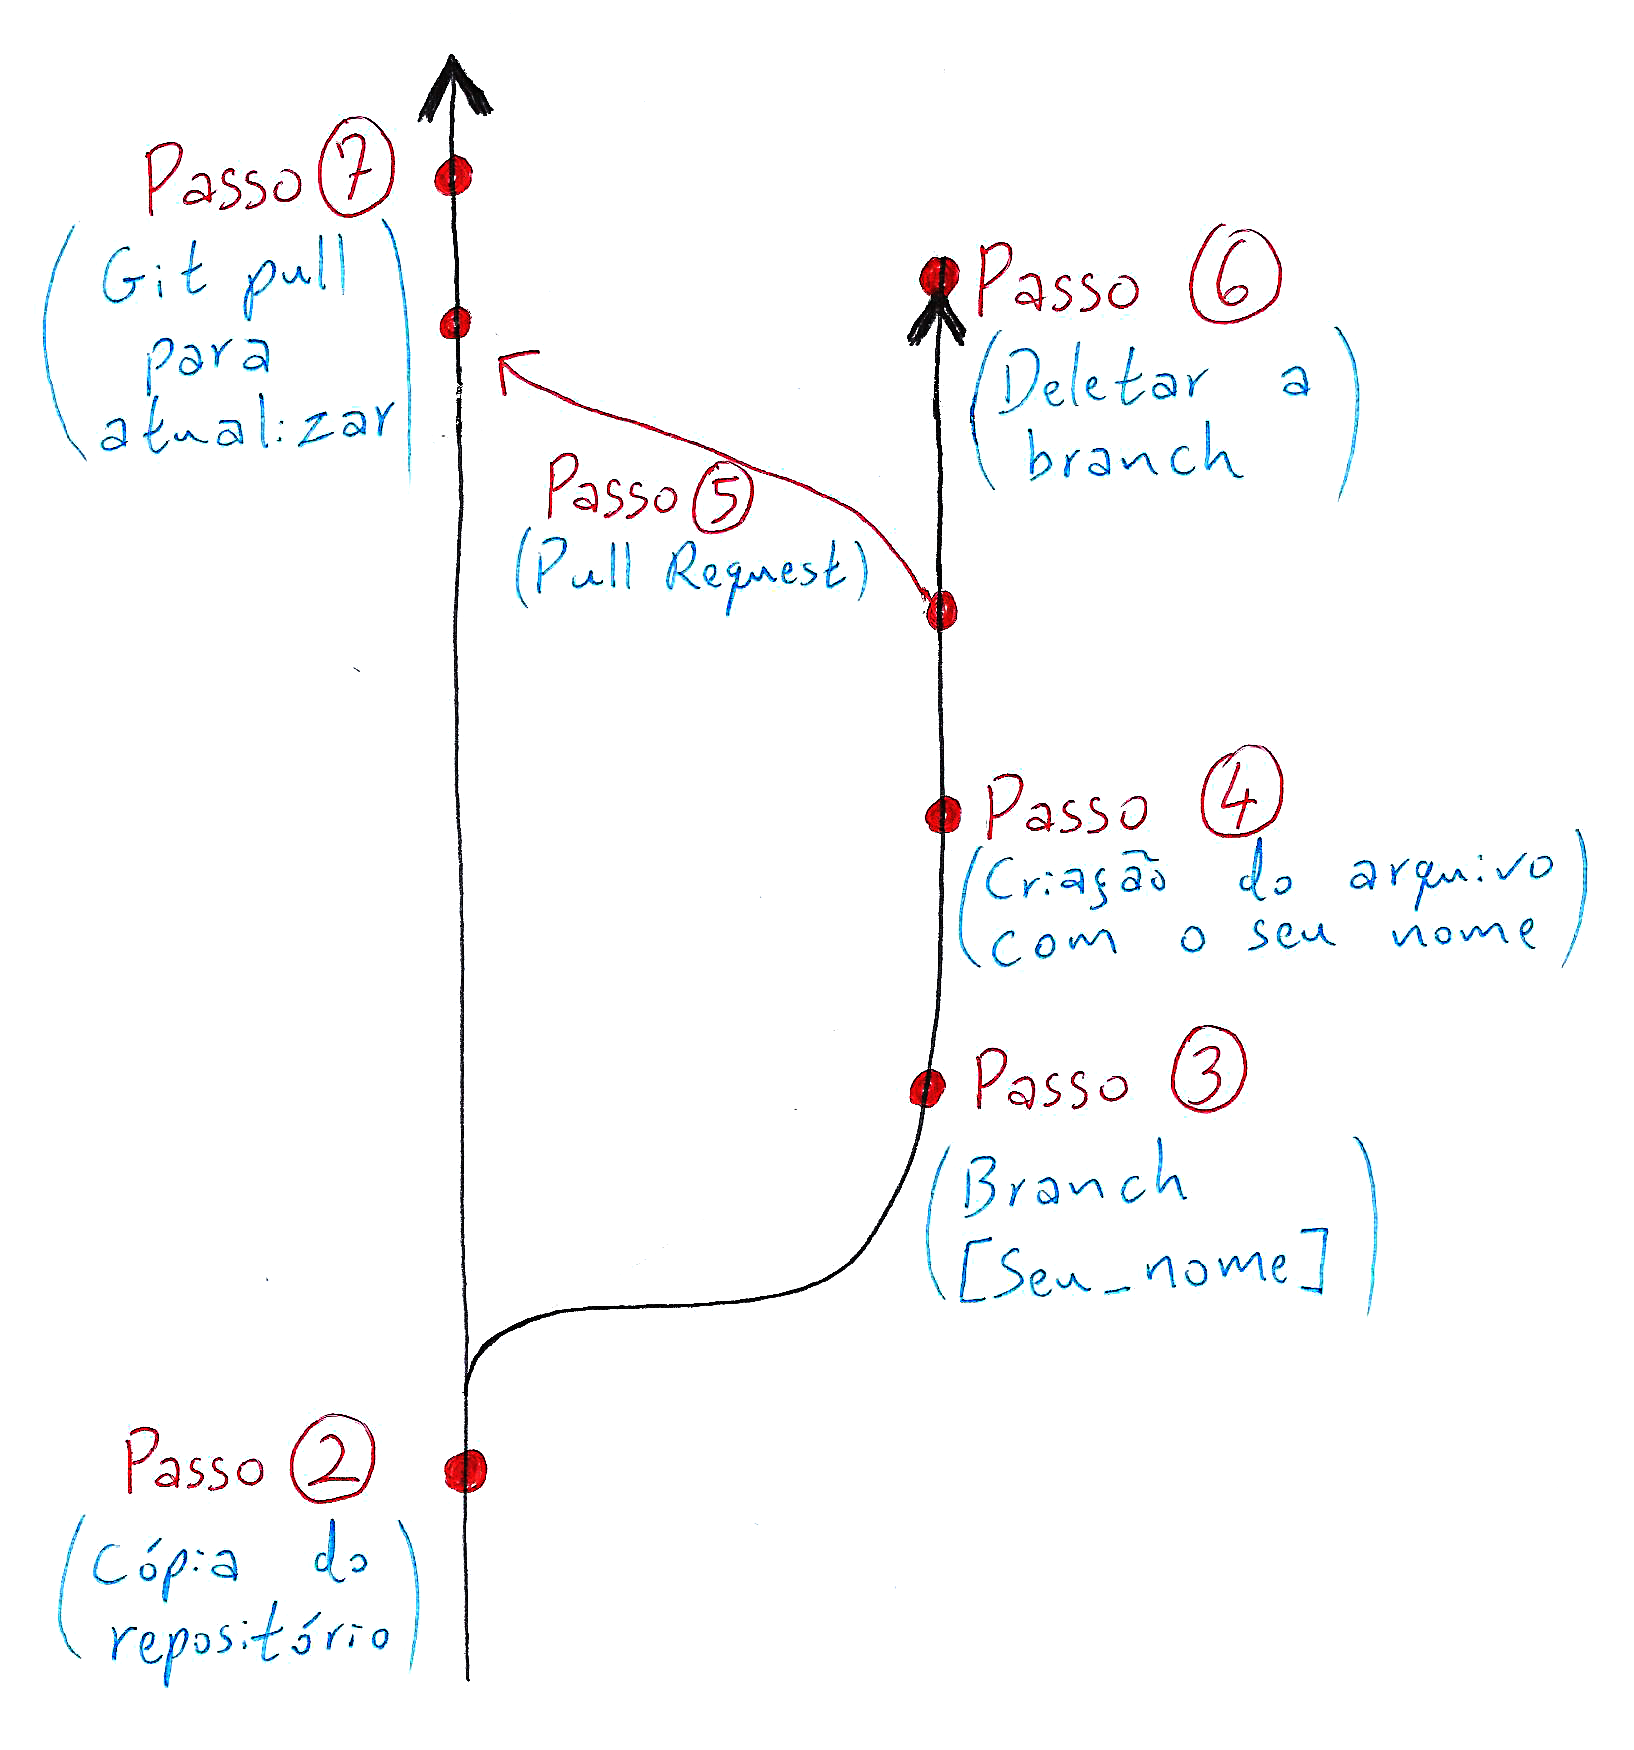 Passo 7
(Git pull
para
atualizar)
Passo 6
(Deletar a
branch)
Passo 5
(Pull Request)
Passo 4
(Criação do arquivo
com o seu nome)
Passo 3
(Branch
[Seu_nome])
Passo 2
(Cópia do
repositório)